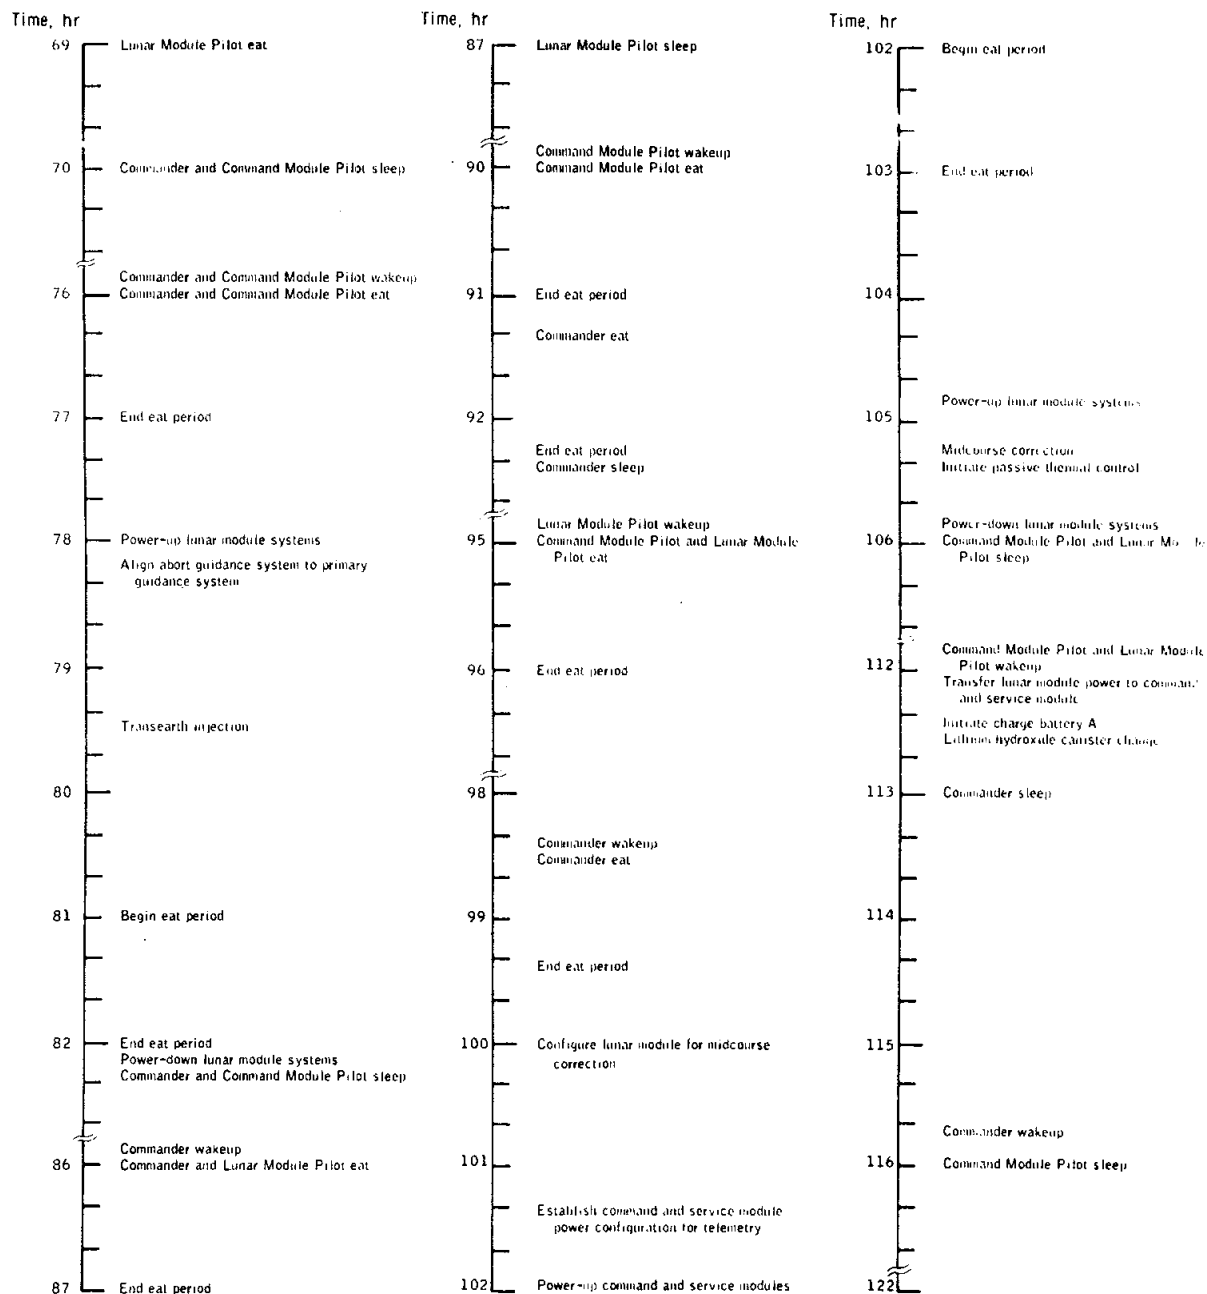 Time, hr
69 Lunar Module Pilot eat
70 Commander and Command Module Pilot sleep
Commander and Command Module Pilot wakeup
76 Commander and Command Module Pilot eat
77 End eat period
78 Power-up lunar module systems
Align abort guidance system to primary
guidance system
79
Transearth injection
80
81 Begin eat period
82 End eat period
Power-down lunar module systems
Commander and Command Module Pilot sleep
Commander wakeup
86 Commander and Lunar Module Pilot eat
87 End eat period
Time, hr
87 Lunar Module Pilot sleep
Command Module Pilot wakeup
90 Command Module Pilot eat
91 End eat period
Commander eat
92
End eat period
Commander sleep
Lunar Module Pilot wakeup
95 Command Module Pilot and Lunar Module
Pilot eat
96 End eat period
98
Commander wakeup
Commander eat
99
End eat period
100 Configure lunar module for midcourse
correction
101
Establish command and service module
power configuration for telemetry
102 Power-up command and service modules
Time, hr
102 Begin eat period
103 End eat period
104
Power-up lunar module systems
105
Midcourse correction
Initiate passive thermal control
Power-down lunar module systems
106 Command Module Pilot and Lunar
Pilot sleep
Command Module Pilot and Lunar Module
112 Pilot wakeup
Transfer lunar module power to command
and service module
Initiate charge battery A
Lithium hydroxide canister change
113 Commander sleep
114
115
Commander wakeup
116 Command Module Pilot sleep
122